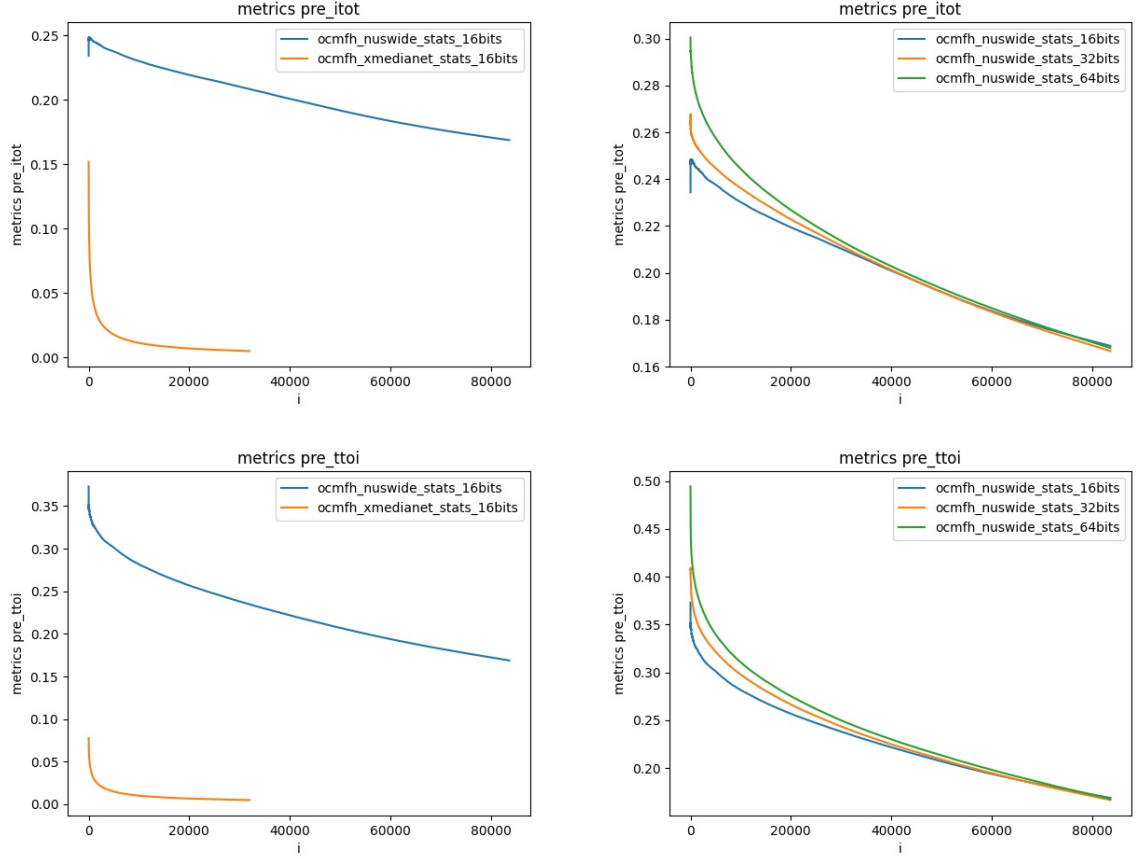 metrics pre_itot
metrics pre_itot
0.25
0.20
0.15
0.10
0.05
0.00
0
20000
40000
60000
80000
i
ocmfh_nuswide_stats_16bits
ocmfh_xmedianet_stats_16bits
metrics pre_itot
metrics pre_itot
0.30
0.28
0.26
0.24
0.22
0.20
0.18
0.16
0
20000
40000
60000
80000
i
ocmfh_nuswide_stats_16bits
ocmfh_nuswide_stats_32bits
ocmfh_nuswide_stats_64bits
metrics pre_ttoi
metrics pre_ttoi
0.35
0.30
0.25
0.20
0.15
0.10
0.05
0.00
0
20000
40000
60000
80000
i
ocmfh_nuswide_stats_16bits
ocmfh_xmedianet_stats_16bits
metrics pre_ttoi
metrics pre_ttoi
0.50
0.45
0.40
0.35
0.30
0.25
0.20
0
20000
40000
60000
80000
i
ocmfh_nuswide_stats_16bits
ocmfh_nuswide_stats_32bits
ocmfh_nuswide_stats_64bits